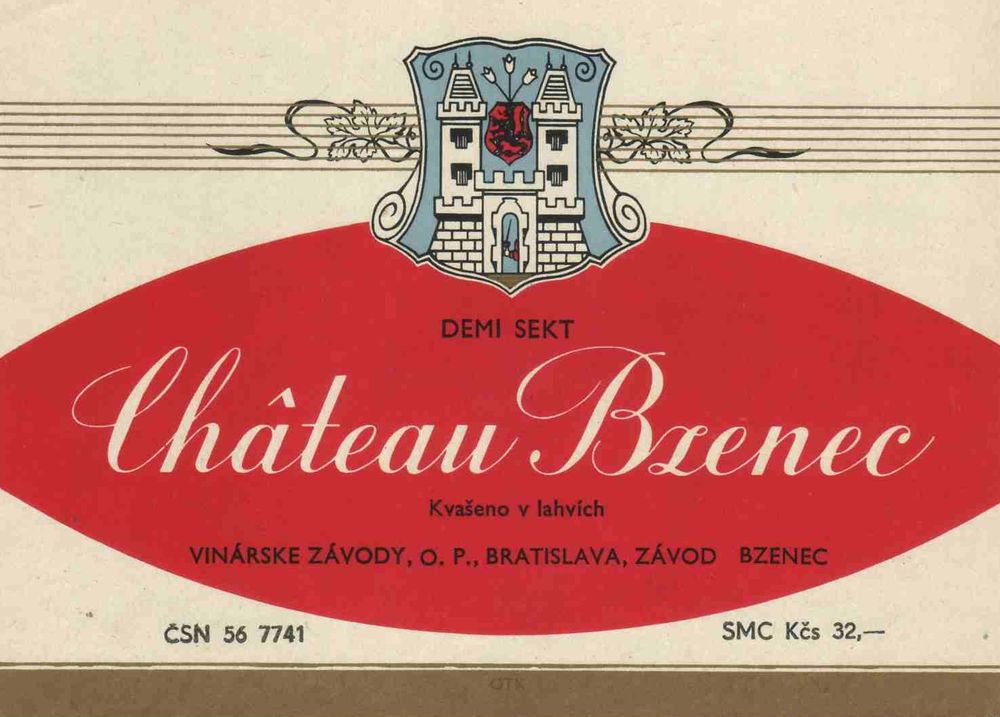 DEMI SEKT
Château Bzenec
Kvašeno v lahvích
VINÁRSKE ZÁVODY, O. P., BRATISLAVA, ZÁVOD BZENEC
ČSN 56 7741
SMC Kčs 32,—
OTK